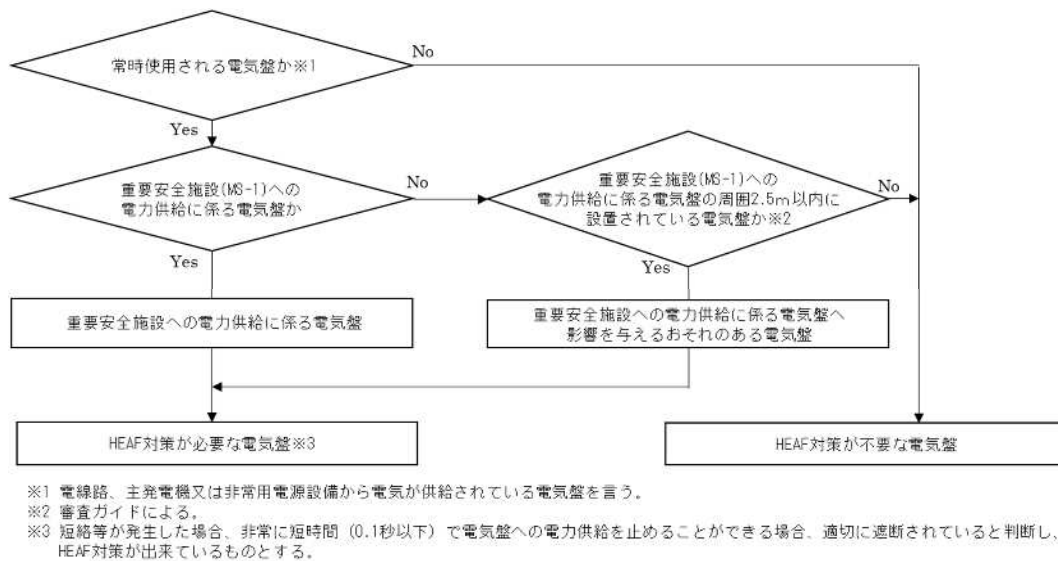 常時使用される電気盤か※1
No
Yes
重要安全施設(MS-1)への
電力供給に係る電気盤か
No
重要安全施設(MS-1)への
電力供給に係る電気盤の周囲2.5m以内に
設置されている電気盤か※2
No
Yes
Yes
重要安全施設への電力供給に係る電気盤
重要安全施設への電力供給に係る電気盤へ
影響を与えるおそれのある電気盤
HEAF対策が必要な電気盤※3
HEAF対策が不要な電気盤
※1 電線路、主発電機又は非常用電源設備から電気が供給されている電気盤を言う。
※2 審査ガイドによる。
※3 短絡等が発生した場合、非常に短時間（0.1秒以下）で電気盤への電力供給を止めることができる場合、適切に遮断されていると判断し、
HEAF対策が出来ているものとする。